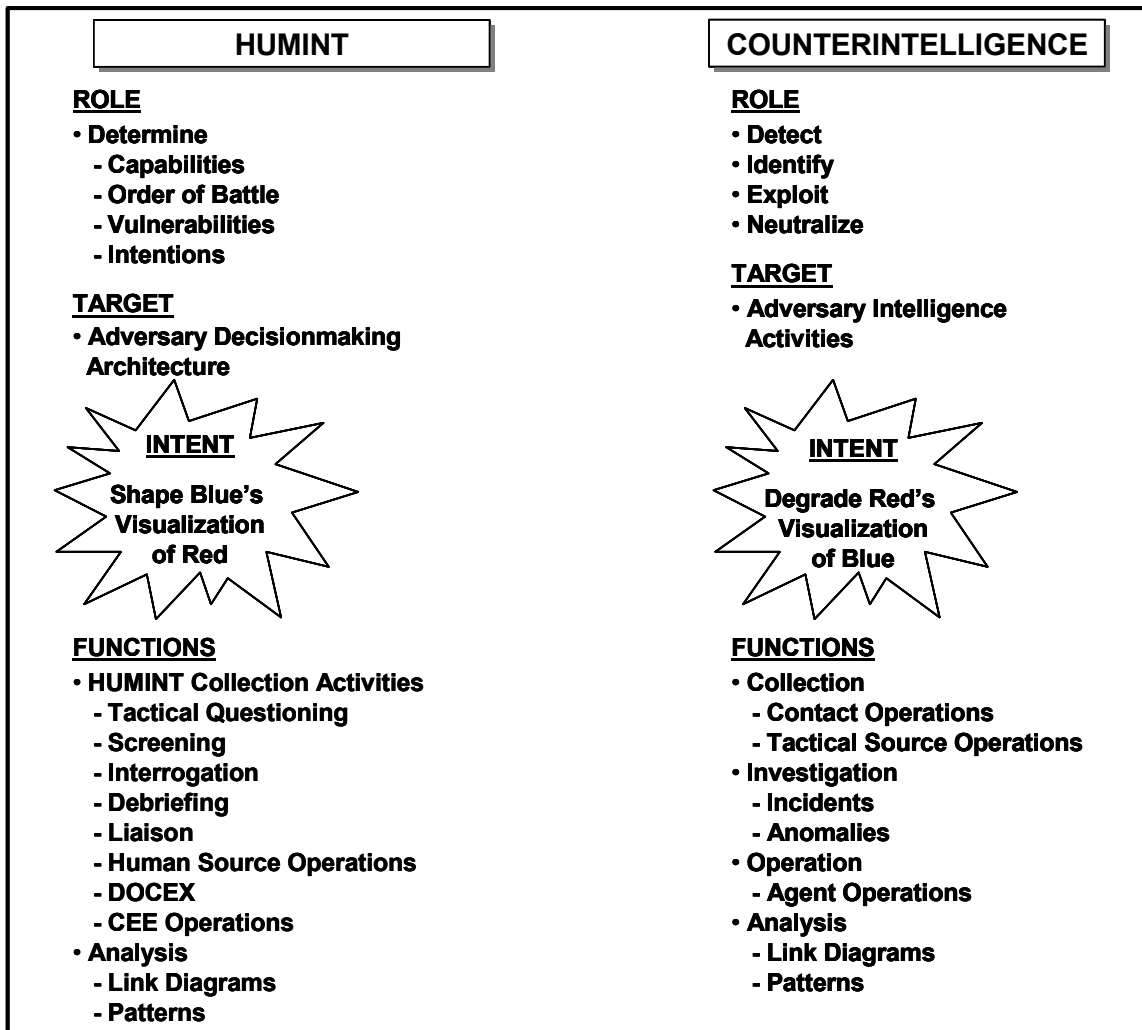 HUMINT
ROLE
• Determine
- Capabilities
- Order of Battle
- Vulnerabilities
- Intentions
TARGET
• Adversary Decisionmaking
Architecture
INTENT
Shape Blue’s
Visualization
of Red
FUNCTIONS
• HUMINT Collection Activities
- Tactical Questioning
- Screening
- Interrogation
- Debriefing
- Liaison
- Human Source Operations
- DOCEX
- CEE Operations
• Analysis
- Link Diagrams
- Patterns
COUNTERINTELLIGENCE
ROLE
• Detect
• Identify
• Exploit
• Neutralize
TARGET
• Adversary Intelligence
Activities
INTENT
Degrade Red’s
Visualization
of Blue
FUNCTIONS
• Collection
- Contact Operations
- Tactical Source Operations
• Investigation
- Incidents
- Anomalies
• Operation
- Agent Operations
• Analysis
- Link Diagrams
- Patterns